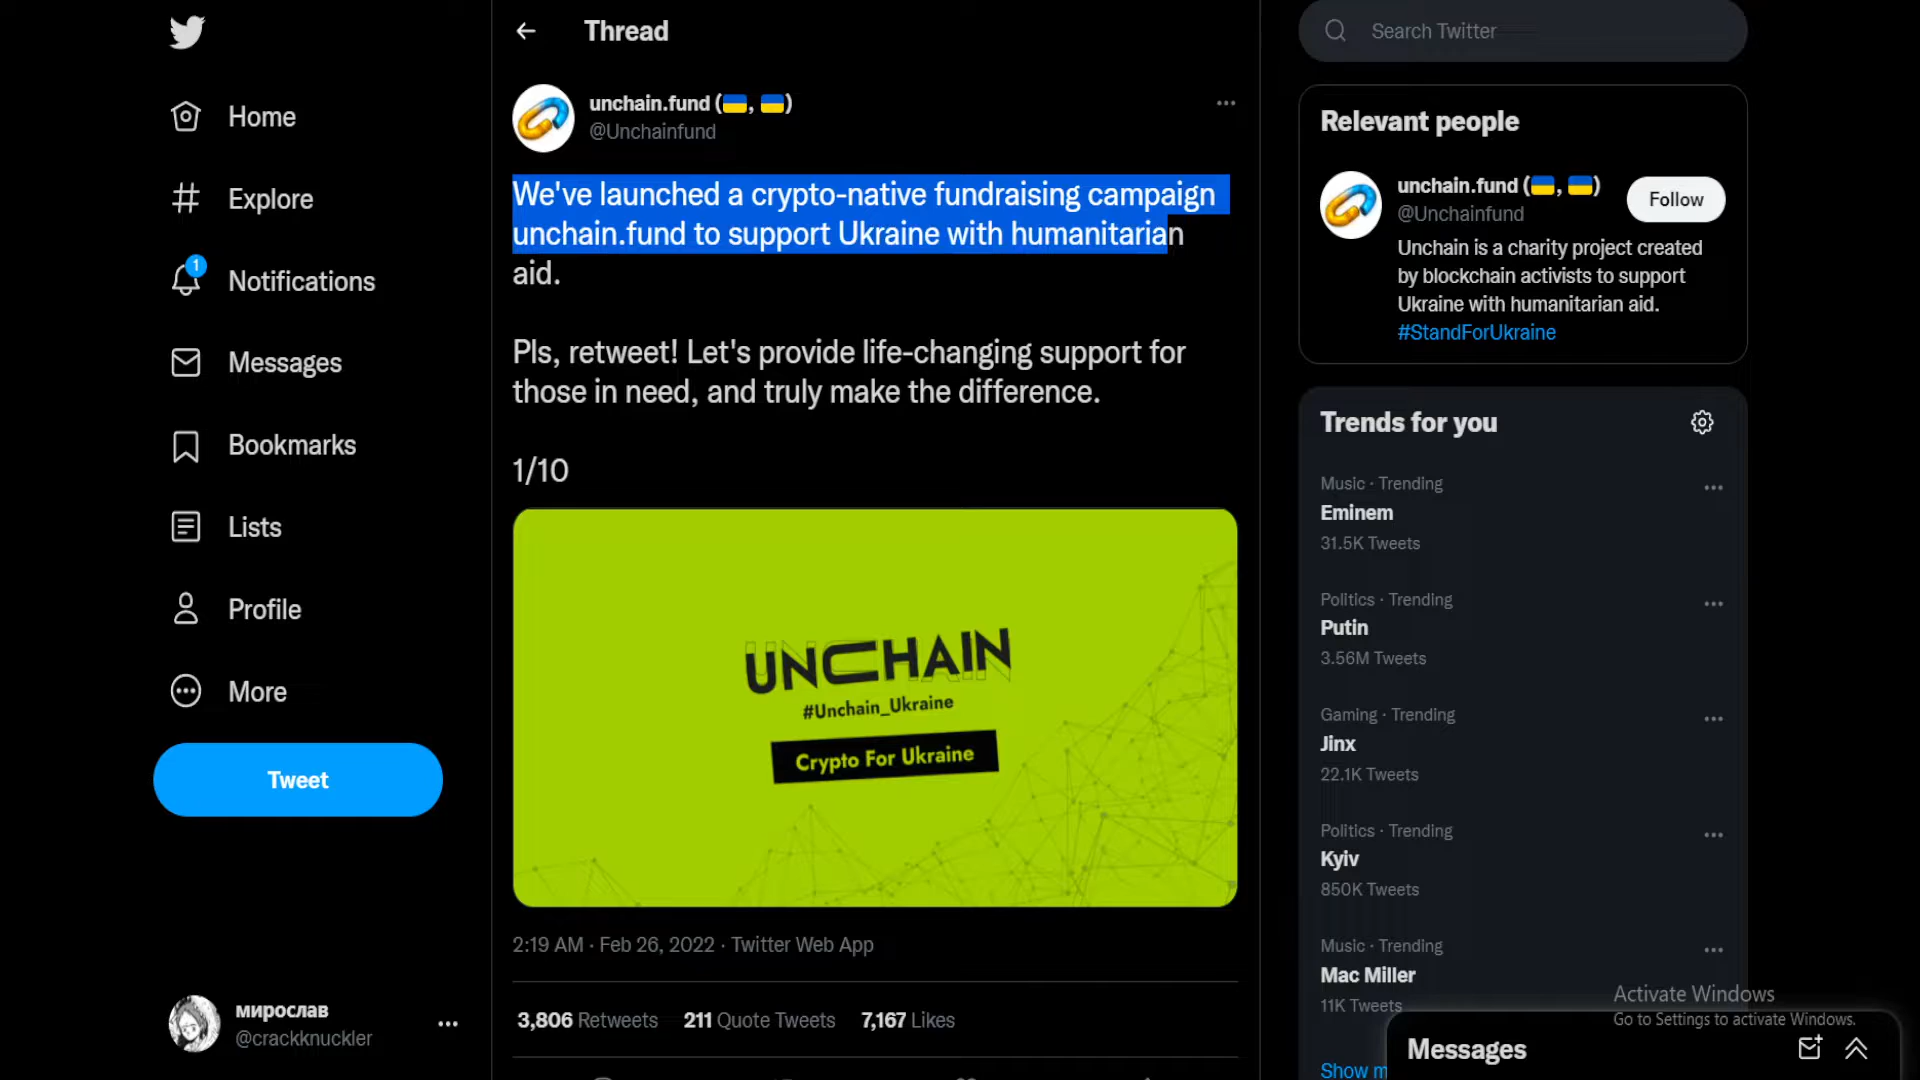 Home
Explore
1
Notifications
Messages
Bookmarks
Lists
Profile
More
Tweet
мирослав
@crackknuckler
Thread
unchain.fund (🇺🇦, 🇺🇦)
@Unchainfund
We've launched a crypto-native fundraising campaign
unchain.fund to support Ukraine with humanitarian
aid.
Pls, retweet! Let's provide life-changing support for
those in need, and truly make the difference.
1/10
UNCHAIN
#Unchain_Ukraine
Crypto For Ukraine
2:19 AM · Feb 26, 2022 · Twitter Web App
3,806 Retweets 211 Quote Tweets 7,167 Likes
Search Twitter
Relevant people
unchain.fund (🇺🇦, 🇺🇦)
@Unchainfund
Follow
Unchain is a charity project created
by blockchain activists to support
Ukraine with humanitarian aid.
#StandForUkraine
Trends for you
Music · Trending
Eminem
31.5K Tweets
Politics · Trending
Putin
3.56M Tweets
Gaming · Trending
Jinx
22.1K Tweets
Politics · Trending
Kyiv
850K Tweets
Music · Trending
Mac Miller
11K Tweets
Show m
Activate Windows
Go to Settings to activate Windows.
Messages